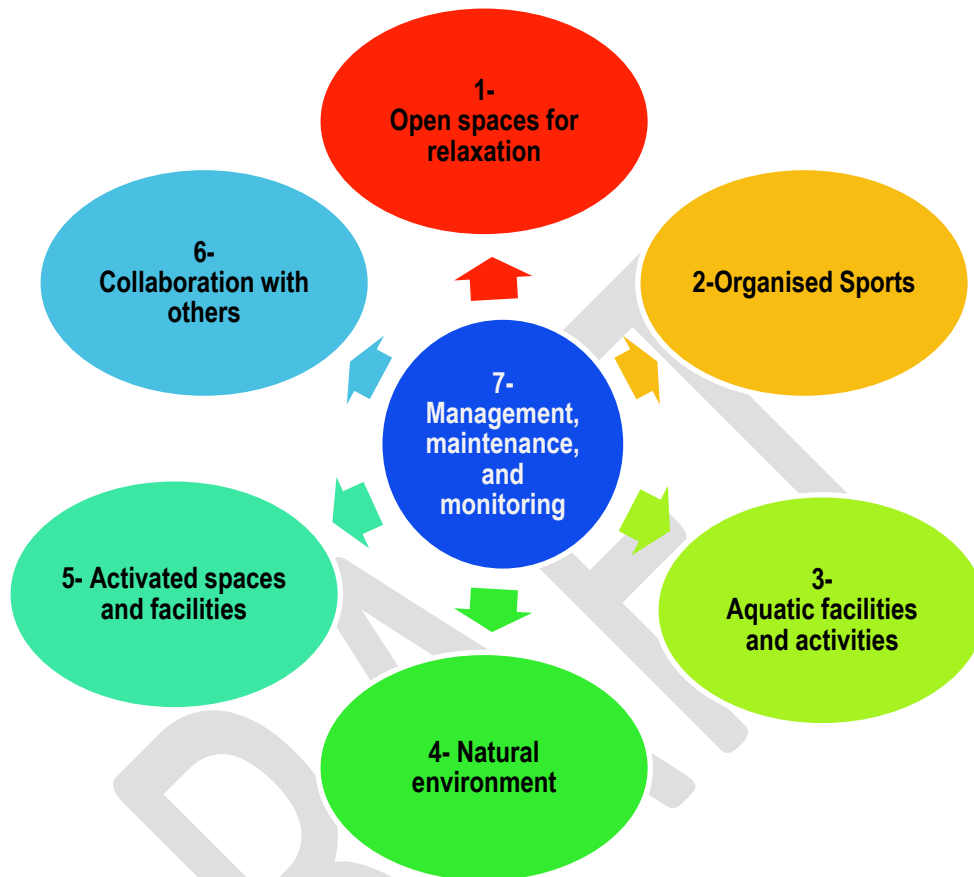 1-
Open spaces for
relaxation
2-Organised Sports
3-
Aquatic facilities
and activities
4- Natural
environment
5- Activated spaces
and facilities
6-
Collaboration with
others
7-
Management,
maintenance,
and
monitoring
DRAFT